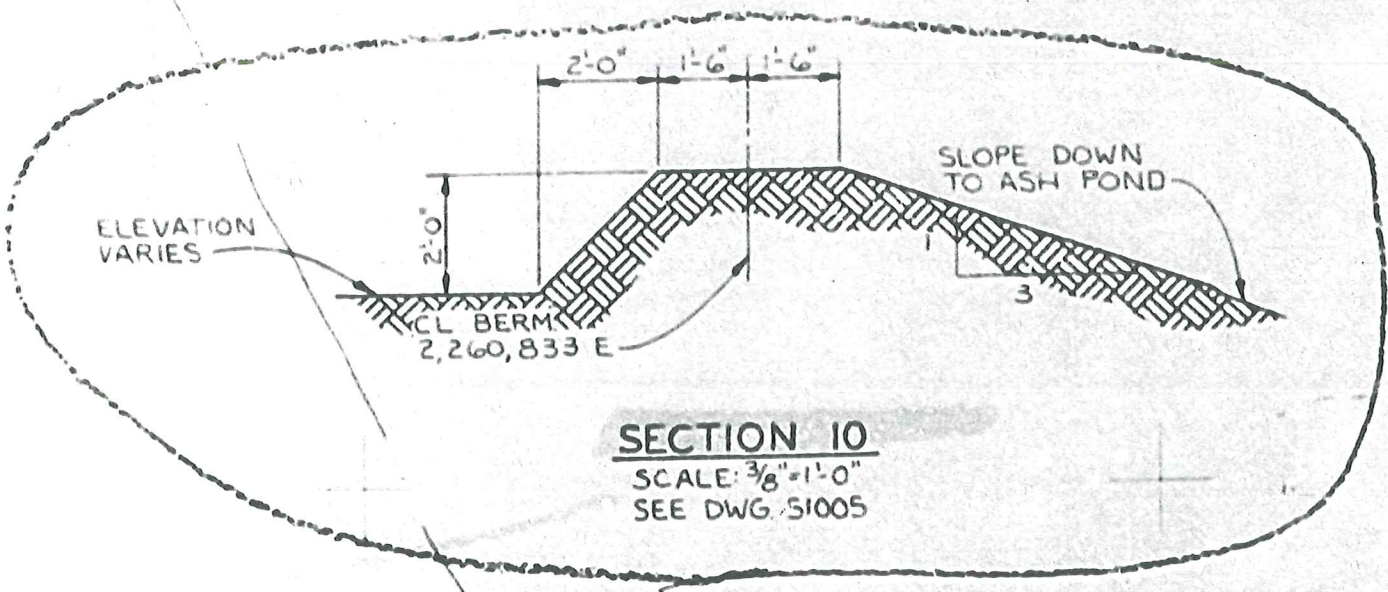 2'-0" 1'-6" 1'-6"
SLOPE DOWN
TO ASH POND
ELEVATION
VARIES
2'-0"
1
3
CL BERM
2,260,833 E
SECTION 10
SCALE: 3/8"=1'-0"
SEE DWG. S1005